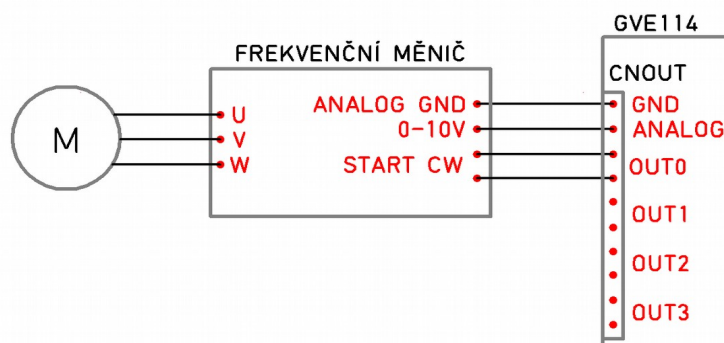 GVE114
FREKVENČNÍ MĚNIČ
CNOUT
M
U
V
W
ANALOG GND
0-10V
START CW
GND
ANALOG
OUT0
OUT1
OUT2
OUT3